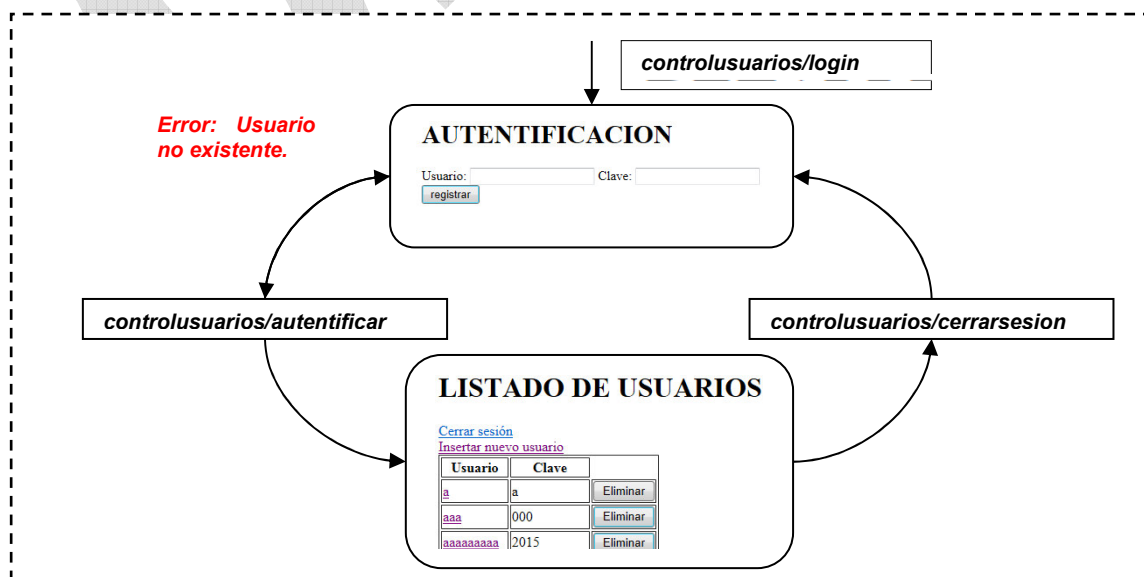 controlusuarios/login
Error: Usuario
no existente.
AUTENTIFICACION
Usuario: Clave:
registrar
controlusuarios/autentificar
controlusuarios/cerrarsesion
LISTADO DE USUARIOS
Cerrar sesión
Insertar nuevo usuario
Usuario Clave
a a Eliminar
aaa 000 Eliminar
aaaaaaaaa 2015 Eliminar